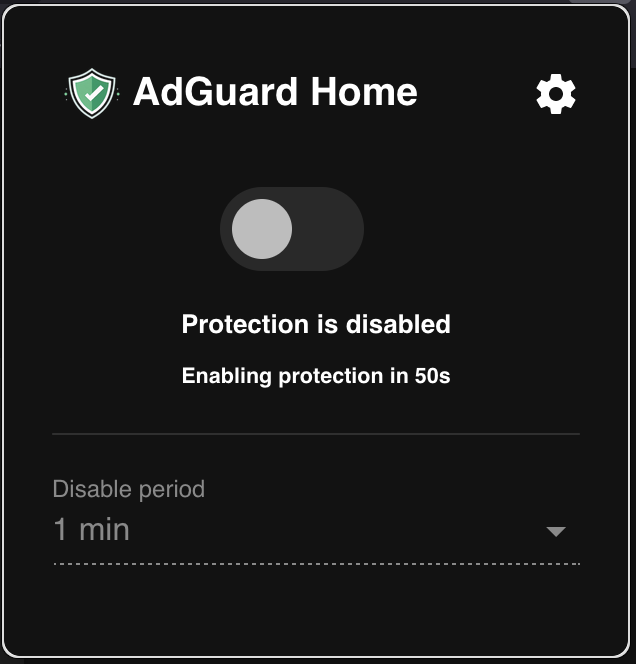 AdGuard Home
Protection is disabled
Enabling protection in 50s
Disable period
1 min